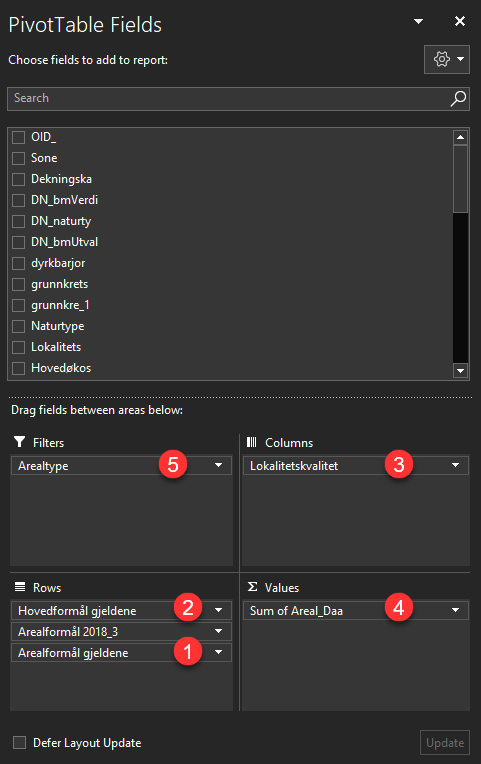 PivotTable Fields
Choose fields to add to report:
Search
OID_
Sone
Dekningska
DN_bmVerdi
DN_naturty
DN_bmUtval
dyrkbarjor
grunnkrets
grunnkre_1
Naturtype
Lokalitets
Hovedøkos
Drag fields between areas below:
Filters
Arealtype 5
Columns
Lokalitetskvalitet 3
Rows
Hovedformål gjeldene 2
Arealformål 2018_3
Arealformål gjeldene 1
Σ Values
Sum of Areal_Daa 4
Defer Layout Update
Update